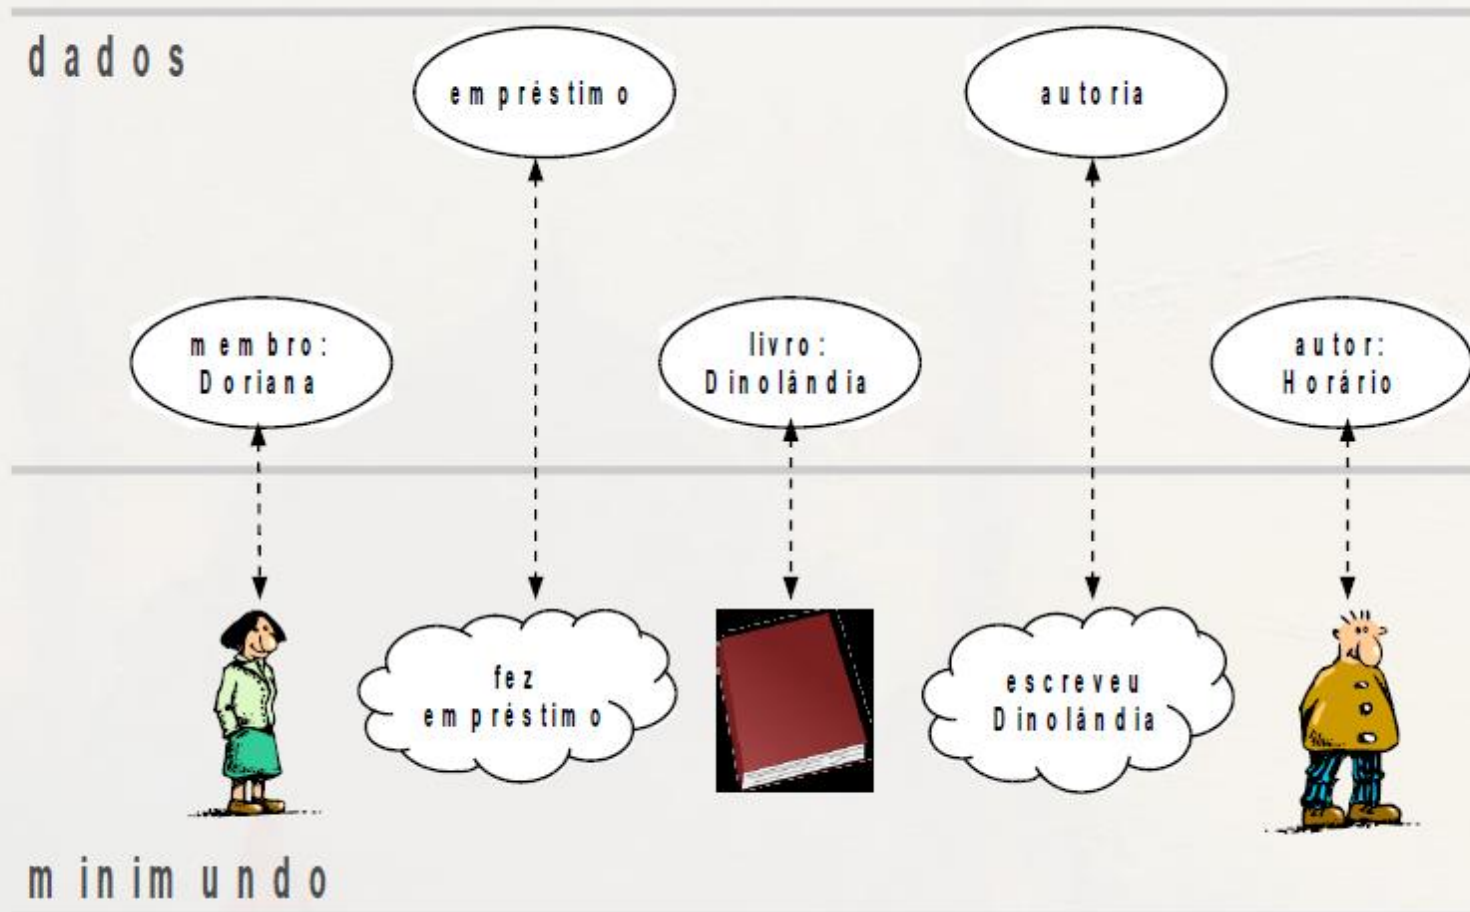 dados
empréstimo
autoria
membro:
Doriana
livro:
Dinolândia
autor:
Horário
fez
empréstimo
escreveu
Dinolândia
minimundo